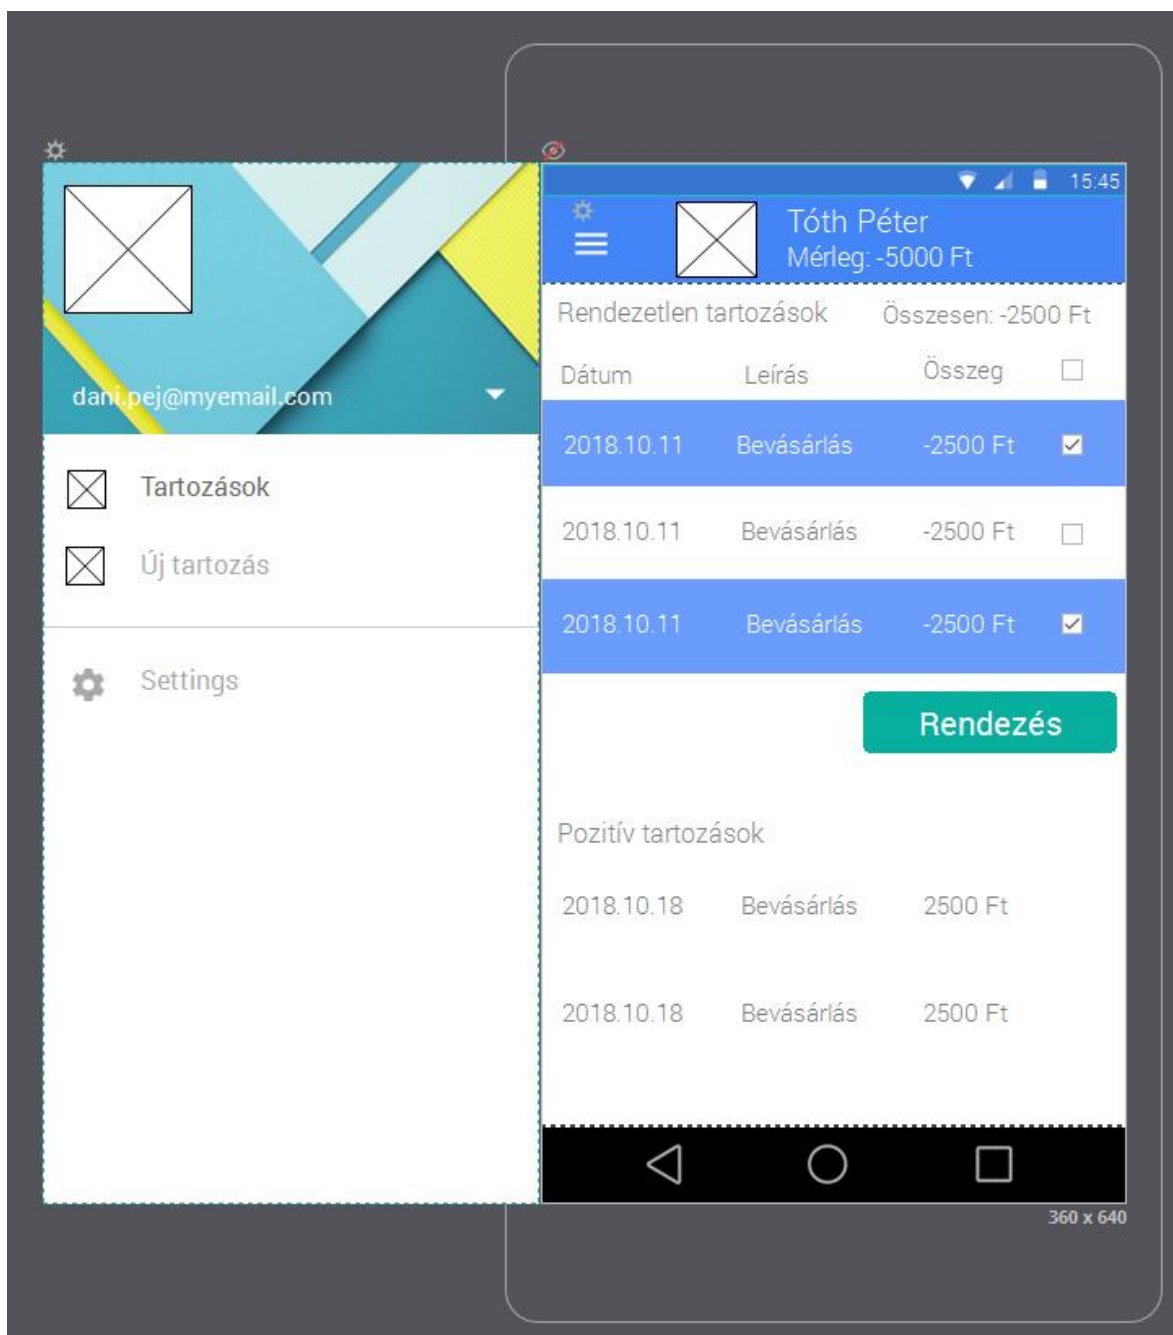 dani.pej@myemail.com
Tartozások
Új tartozás
Settings
15:45
Tóth Péter
Mérleg: -5000 Ft
Rendezetlen tartozások Összesen: -2500 Ft
Dátum Leírás Összeg
2018.10.11 Bevásárlás -2500 Ft
2018.10.11 Bevásárlás -2500 Ft
2018.10.11 Bevásárlás -2500 Ft
Rendezés
Pozitív tartozások
2018.10.18 Bevásárlás 2500 Ft
2018.10.18 Bevásárlás 2500 Ft
360 x 640